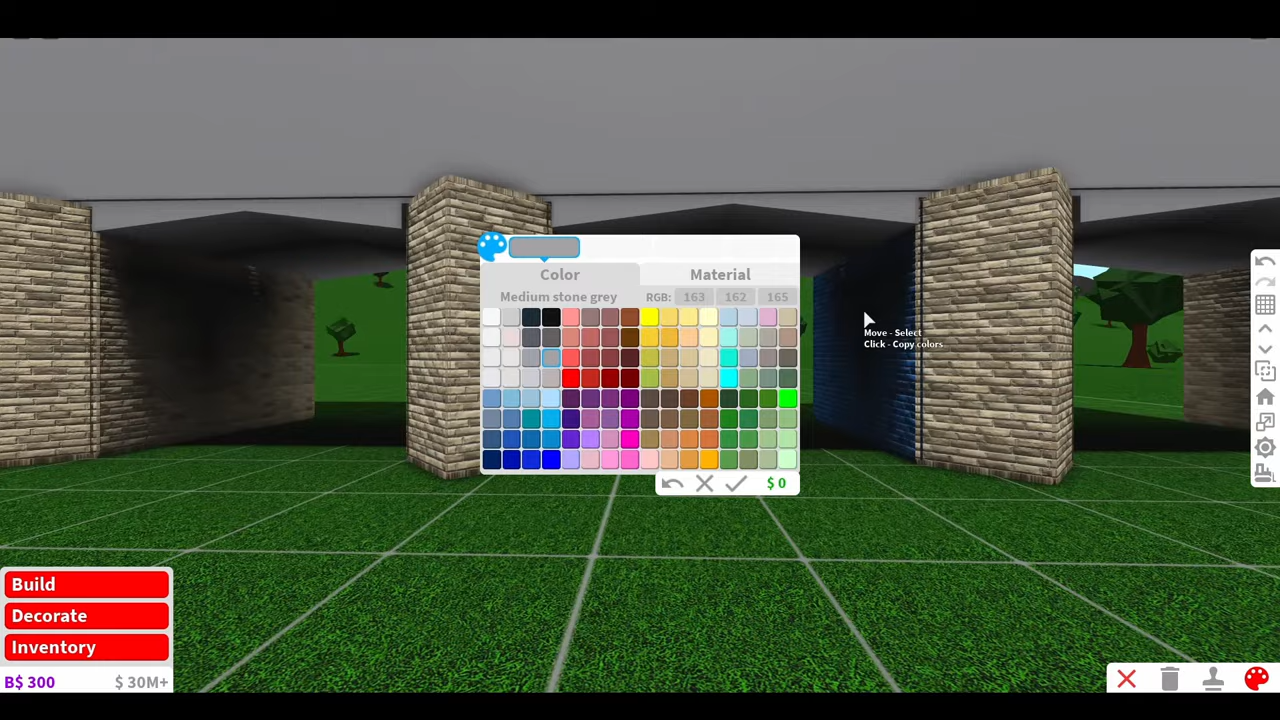 Color
Material
Medium stone grey
RGB: 163 162 165
Move - Select
Click - Copy colors
$ 0
Build
Decorate
Inventory
B$ 300
$ 30M+